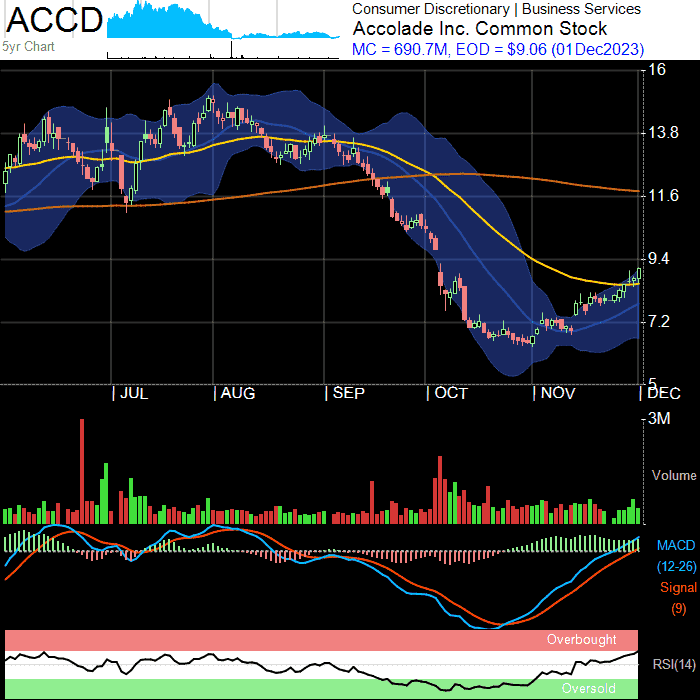 ACCD
5yr Chart
Consumer Discretionary | Business Services
Accolade Inc. Common Stock
MC = 690.7M, EOD = $9.06 (01Dec2023)
16
13.8
11.6
9.4
7.2
5
JUL AUG SEP OCT NOV DEC
3M
Volume
MACD
(12-26)
Signal
(9)
Overbought
RSI(14)
Oversold